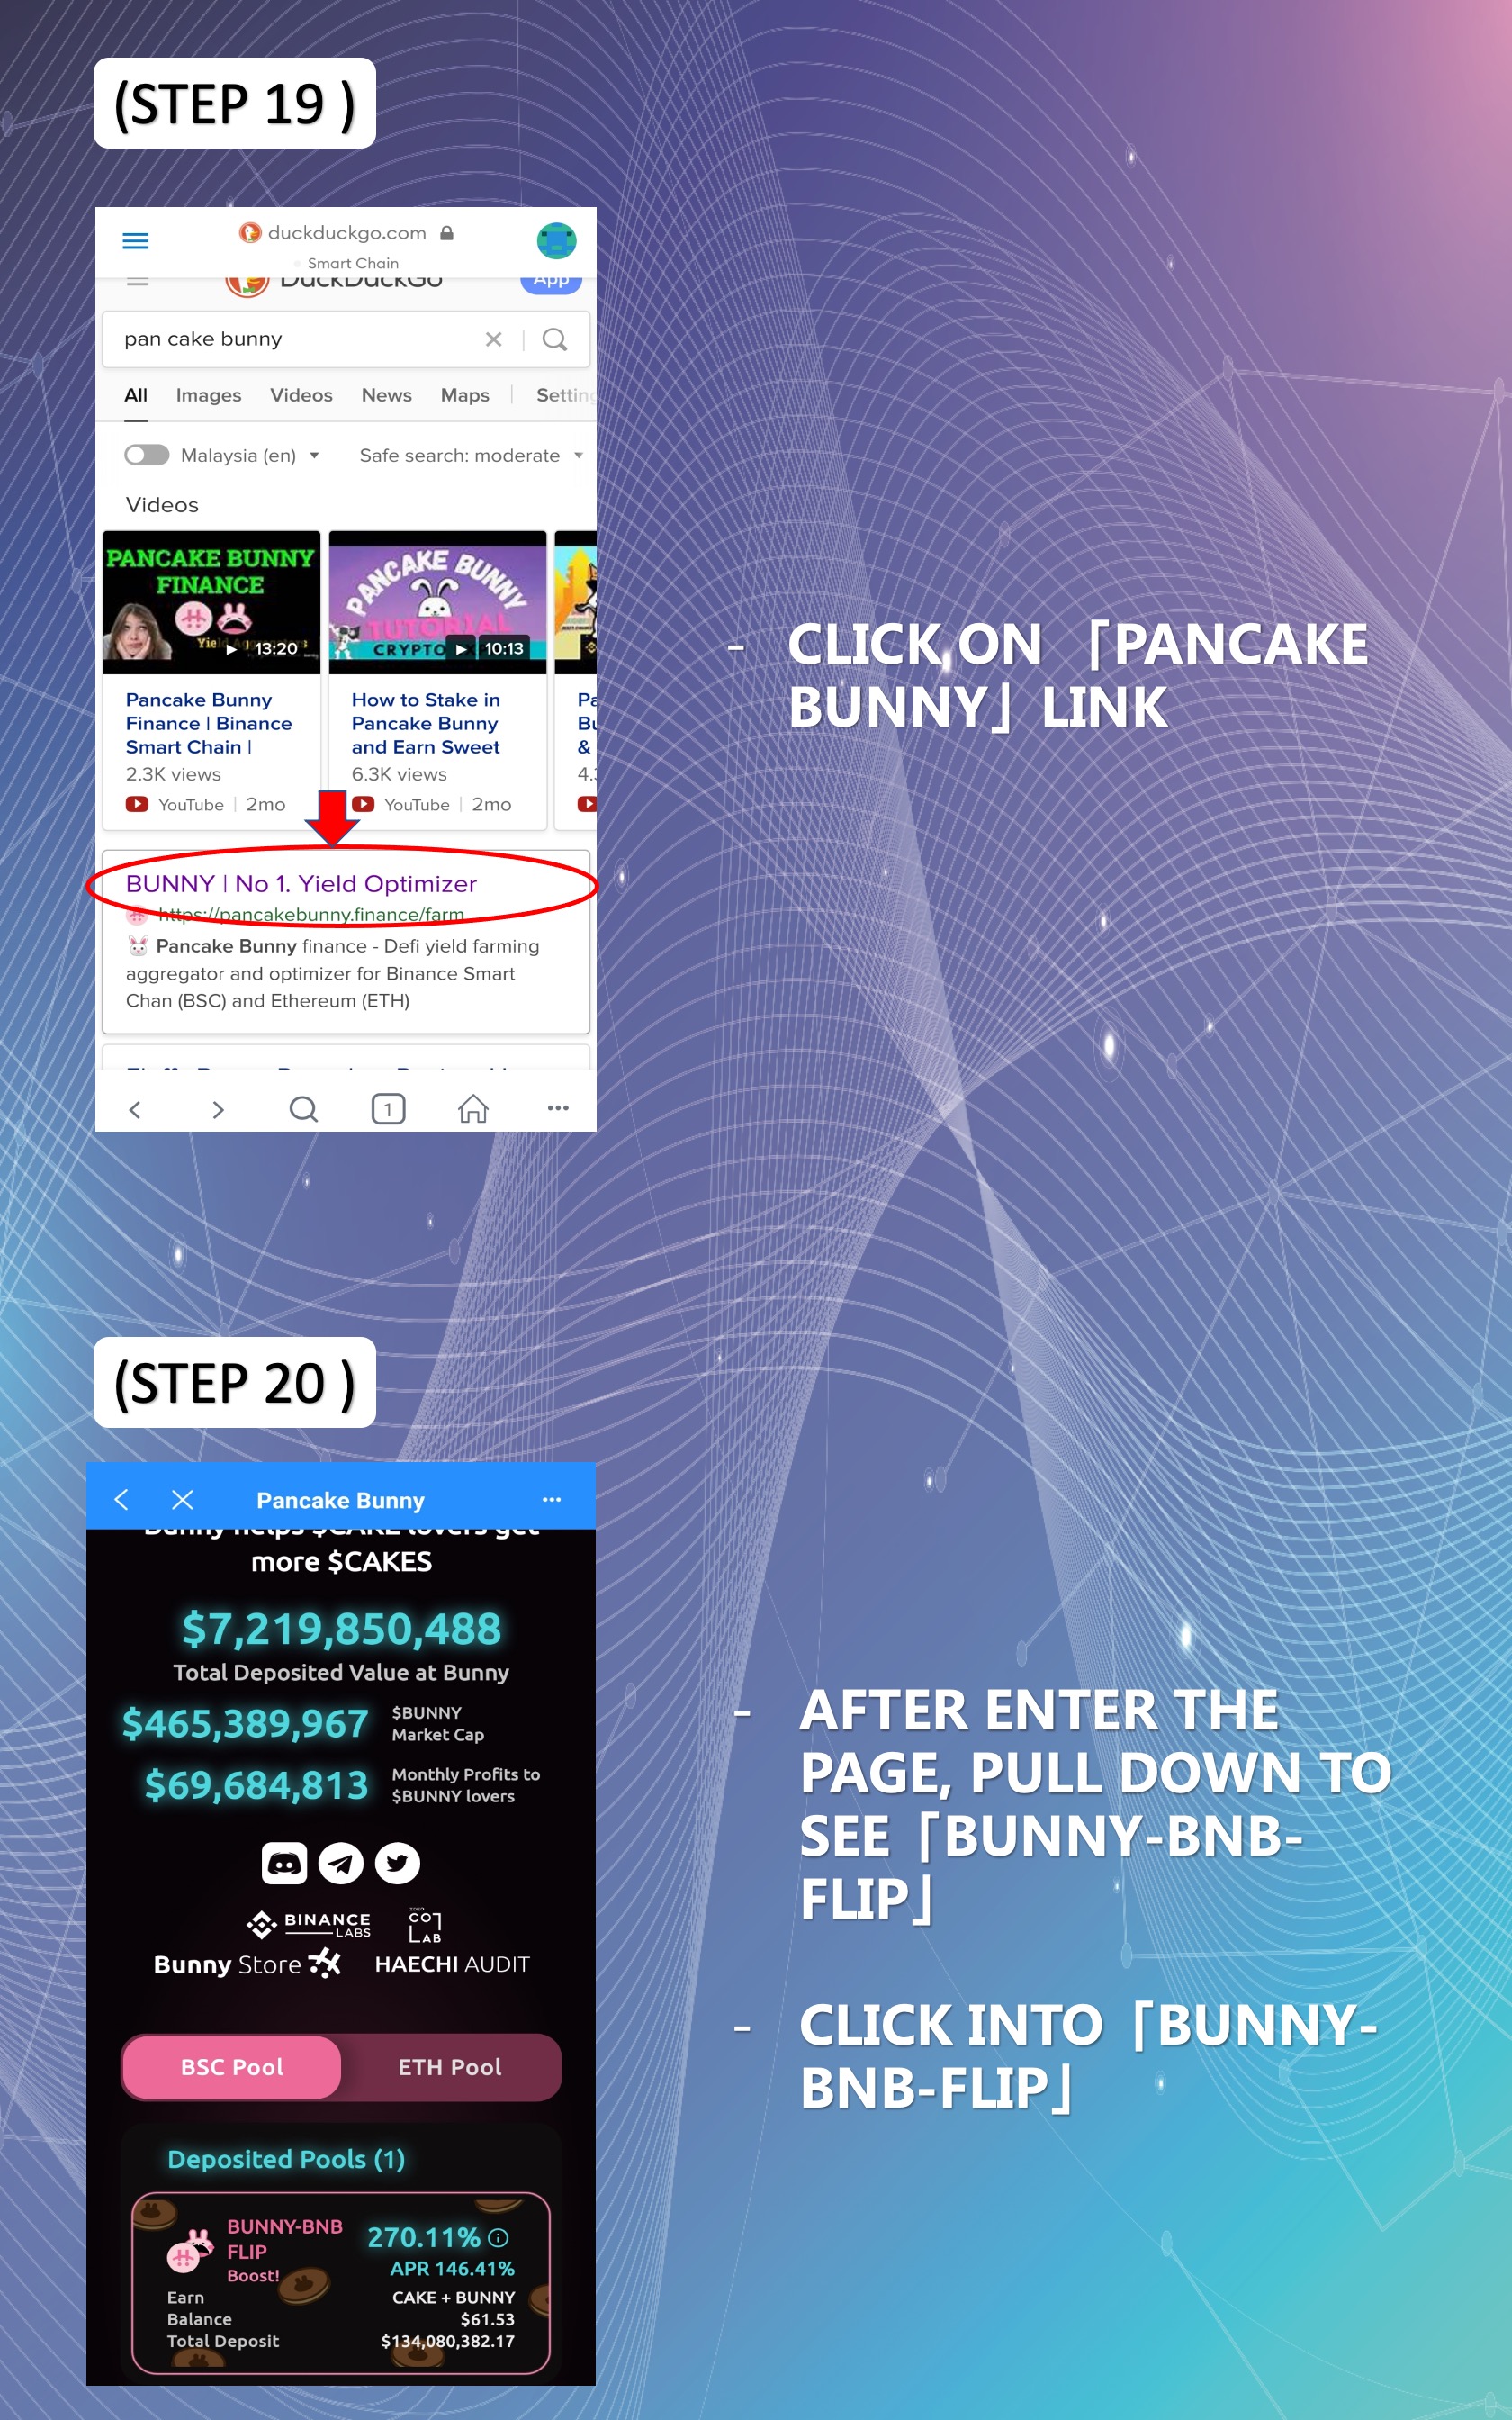 (STEP 19 )
duckduckgo.com
Smart Chain
DuckDuckGo
App
pan cake bunny
All Images Videos News Maps Setting
Malaysia (en) Safe search: moderate
Videos
PANCAKE BUNNY
FINANCE
13:20
PANCAKE BUNNY
TUTORIAL
CRYPTO
10:13
Pancake Bunny
Finance | Binance
Smart Chain |
2.3K views
YouTube | 2mo
How to Stake in
Pancake Bunny
and Earn Sweet
6.3K views
YouTube | 2mo
Pa
Bu
&
4.
BUNNY | No 1. Yield Optimizer
https://pancakebunny.finance/farm
Pancake Bunny finance - Defi yield farming
aggregator and optimizer for Binance Smart
Chan (BSC) and Ethereum (ETH)
1
- CLICK ON ⌈PANCAKE
BUNNY⌋ LINK
(STEP 20 )
Pancake Bunny
Bunny helps $CAKE lovers get
more $CAKES
$7,219,850,488
Total Deposited Value at Bunny
$465,389,967
$BUNNY
Market Cap
$69,684,813
Monthly Profits to
$BUNNY lovers
BINANCE
LABS
CO
LAB
Bunny Store
HAECHI AUDIT
BSC Pool ETH Pool
Deposited Pools (1)
BUNNY-BNB
FLIP
Boost!
270.11%
APR 146.41%
Earn CAKE + BUNNY
Balance $61.53
Total Deposit $134,080,382.17
- AFTER ENTER THE
PAGE, PULL DOWN TO
SEE ⌈BUNNY-BNB-
FLIP⌋
- CLICK INTO ⌈BUNNY-
BNB-FLIP⌋